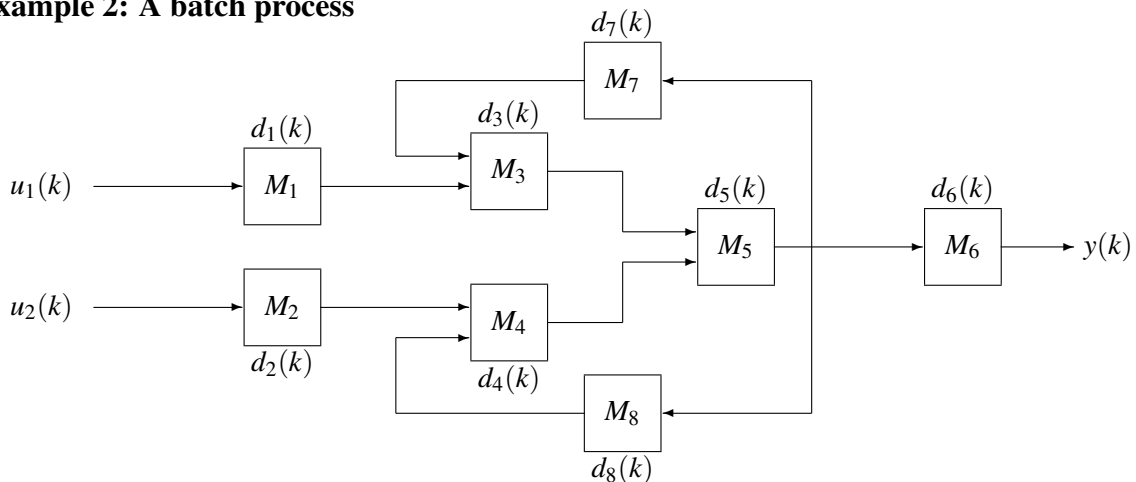 xample 2: A batch process
d₇(k)
M₇
d₃(k)
d₁(k)
M₃
u₁(k)
M₁
d₅(k)
d₆(k)
M₅
M₆
y(k)
u₂(k)
M₂
M₄
d₂(k)
d₄(k)
M₈
d₈(k)